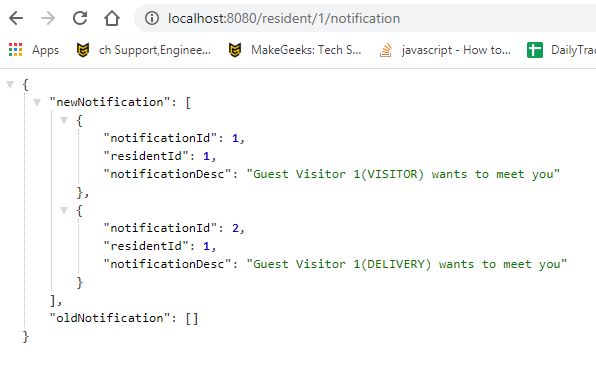 localhost:8080/resident/1/notification
Apps ch Support,Enginee... MakeGeeks: Tech S... javascript - How to... DailyTrac
{
"newNotification": [
{
"notificationId": 1,
"residentId": 1,
"notificationDesc": "Guest Visitor 1(VISITOR) wants to meet you"
},
{
"notificationId": 2,
"residentId": 1,
"notificationDesc": "Guest Visitor 1(DELIVERY) wants to meet you"
}
],
"oldNotification": []
}